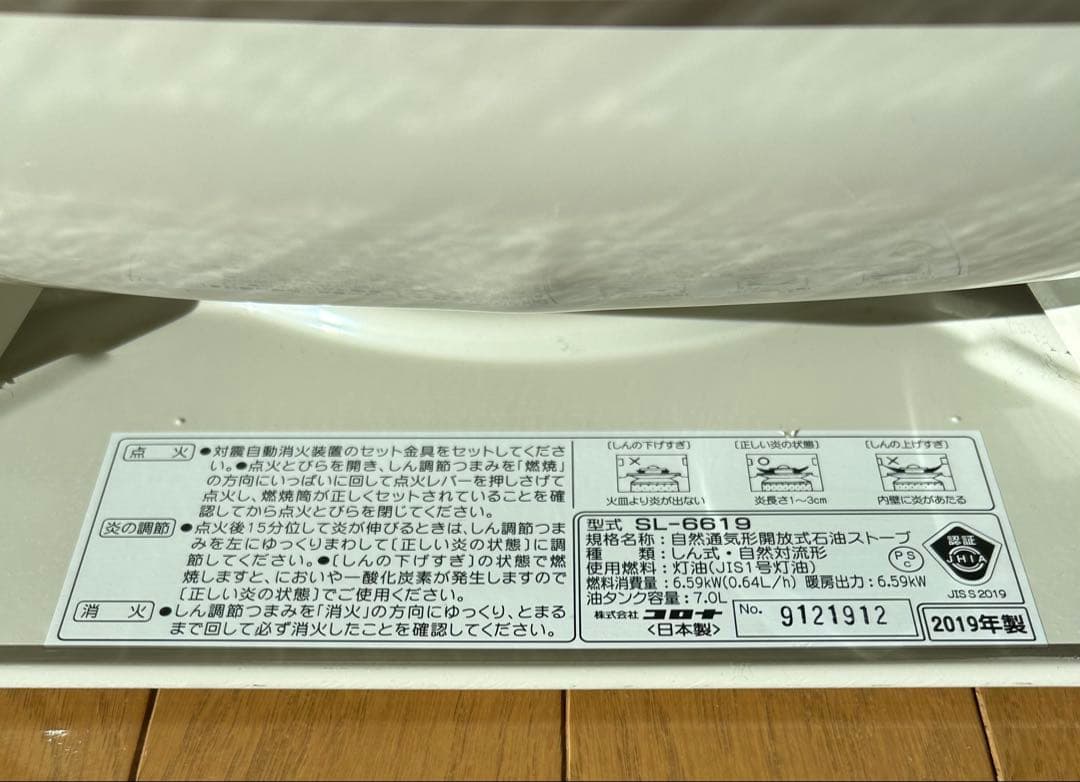 点火
●対震自動消火装置のセット金具をセットしてくださ
い。●点火とびらを開き、しん調節つまみを「燃焼」
の方向にいっぱいに回して点火レバーを押しさげて
点火し、燃焼筒が正しくセットされていることを確
認してから点火とびらを閉じてください。
炎の調節
●点火後15分位して炎が伸びるときは、しん調節つま
みを左にゆっくりまわして〔正しい炎の状態〕に調
節してください。●〔しんの下げすぎ〕の状態で燃
焼しますと、においや一酸化炭素が発生しますので
〔正しい炎の状態〕でご使用ください。
消火
●しん調節つまみを「消火」の方向にゆっくり、とまる
まで回して必ず消火したことを確認してください。
〔しんの下げすぎ〕
×
火皿より炎が出ない
〔正しい炎の状態〕
○
炎長さ1〜3cm
〔しんの上げすぎ〕
×
内壁に炎があたる
型式 SL-6619
規格名称：自然通気形開放式石油ストーブ
種類：しん式・自然対流形
使用燃料：灯油(JIS1号灯油)
燃料消費量：6.59kW(0.64L/h) 暖房出力：6.59kW
油タンク容量：7.0L
株式会社 コロナ
<日本製>
No. 9121912
PS
C
認証
JHIA
JIS S 2019
2019年製